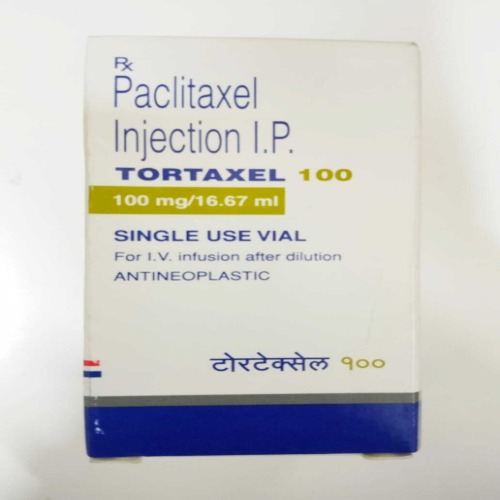 Rx
Paclitaxel
Injection I.P.
TORTAXEL 100
100 mg/16.67 ml
SINGLE USE VIAL
For I.V. infusion after dilution
ANTINEOPLASTIC
टोरटेक्सेल १००